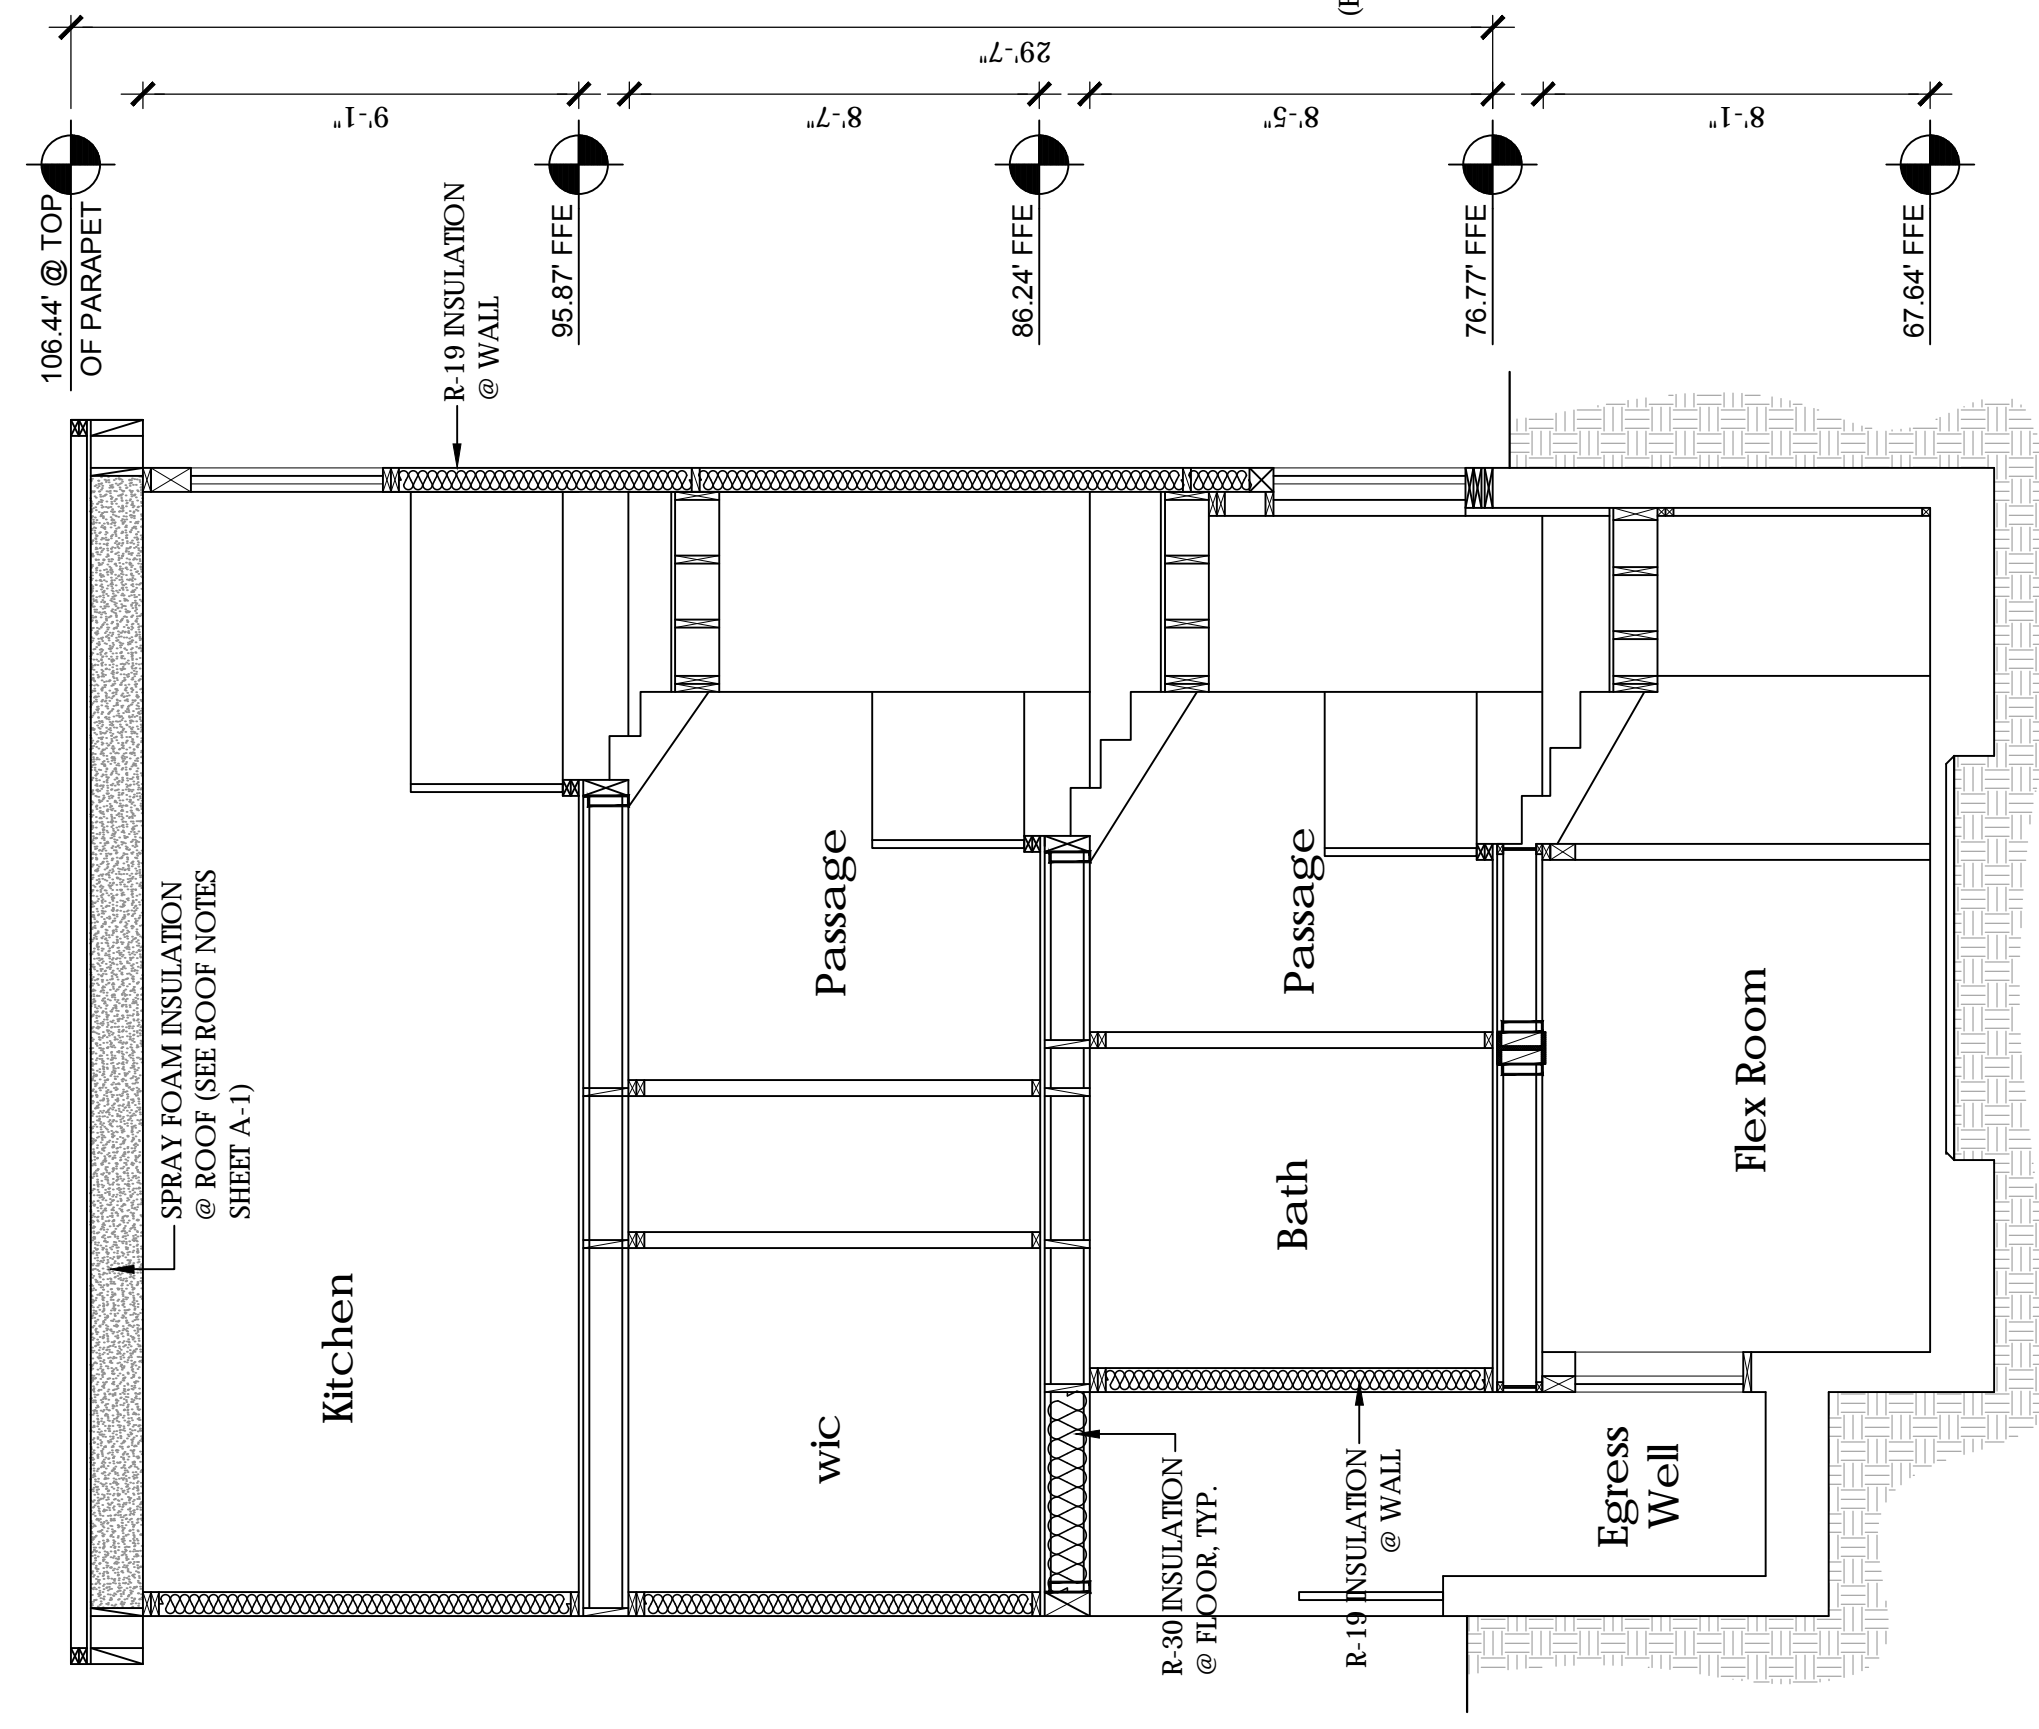 106.44' @ TOP
OF PARAPET
95.87' FFE
86.24' FFE
76.77' FFE
67.64' FFE
29'-7"
9'-1"
8'-7"
8'-5"
8'-1"
R-19 INSULATION
@ WALL
SPRAY FOAM INSULATION
@ ROOF (SEE ROOF NOTES
SHEET A-1)
Kitchen
Passage
wic
Passage
Bath
Flex Room
R-30 INSULATION
@ FLOOR, TYP.
R-19 INSULATION
@ WALL
Egress
Well